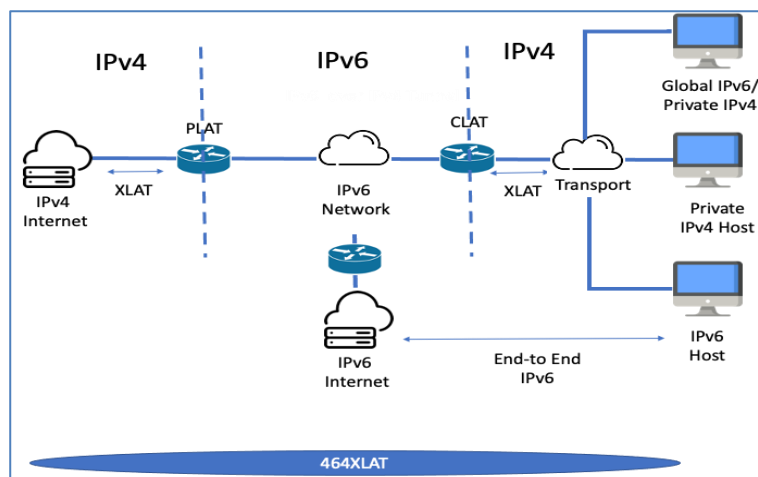 IPv4
IPv6
IPv4
Global IPv6/
Private IPv4
PLAT
CLAT
XLAT
XLAT
IPv4
Internet
IPv6
Network
Transport
Private
IPv4 Host
IPv6
Internet
End-to End
IPv6
IPv6
Host
464XLAT